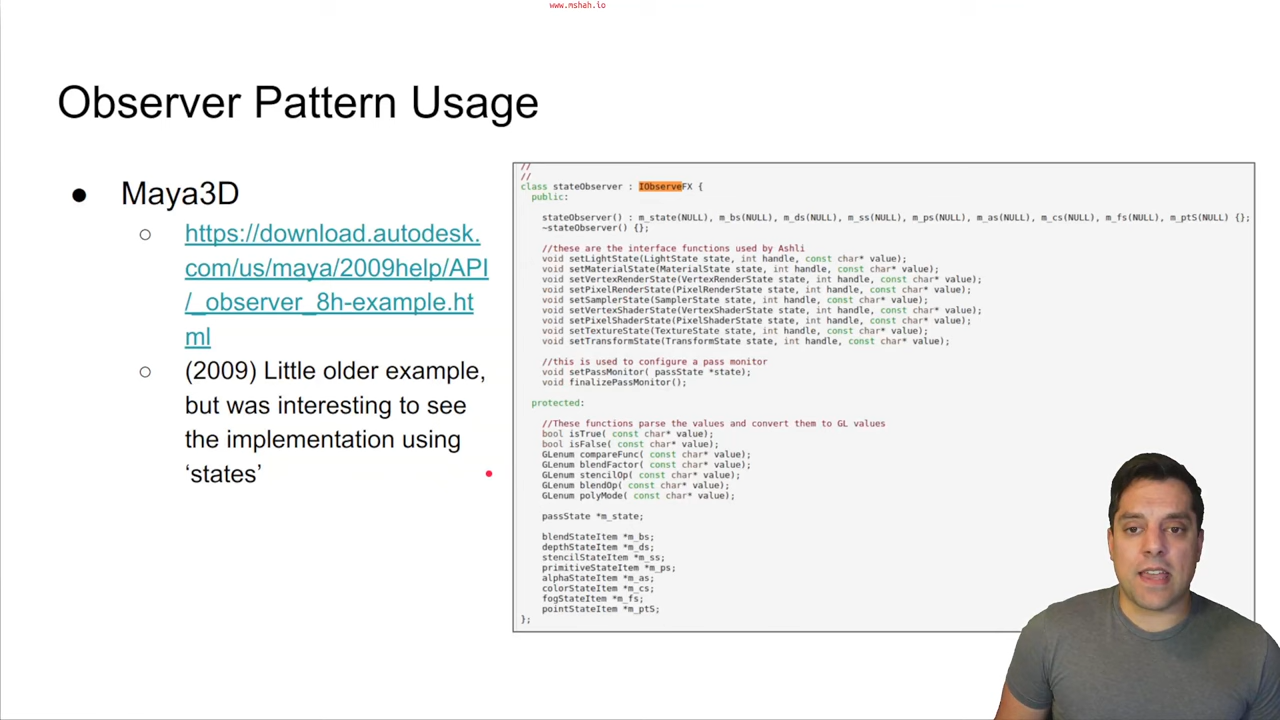 www.mshah.io
Observer Pattern Usage
● Maya3D
○ https://download.autodesk.
com/us/maya/2009help/API
/_observer_8h-example.ht
ml
○ (2009) Little older example,
but was interesting to see
the implementation using
‘states’
//
//
class stateObserver : IObserveFX {
public:
stateObserver() : m_state(NULL), m_bs(NULL), m_ds(NULL), m_ss(NULL), m_ps(NULL), m_as(NULL), m_cs(NULL), m_fs(NULL), m_ptS(NULL) {};
~stateObserver() {};
//these are the interface functions used by Ashli
void setLightState(LightState state, int handle, const char* value);
void setMaterialState(MaterialState state, int handle, const char* value);
void setVertexRenderState(VertexRenderState state, int handle, const char* value);
void setPixelRenderState(PixelRenderState state, int handle, const char* value);
void setSamplerState(SamplerState state, int handle, const char* value);
void setVertexShaderState(VertexShaderState state, int handle, const char* value);
void setPixelShaderState(PixelShaderState state, int handle, const char* value);
void setTextureState(TextureState state, int handle, const char* value);
void setTransformState(TransformState state, int handle, const char* value);
//this is used to configure a pass monitor
void setPassMonitor( passState *state);
void finalizePassMonitor();
protected:
//These functions parse the values and convert them to GL values
bool isTrue( const char* value);
bool isFalse( const char* value);
GLenum compareFunc( const char* value);
GLenum blendFactor( const char* value);
GLenum stencilOp( const char* value);
GLenum blendOp( const char* value);
GLenum polyMode( const char* value);
passState *m_state;
blendStateItem *m_bs;
depthStateItem *m_ds;
stencilStateItem *m_ss;
primitiveStateItem *m_ps;
alphaStateItem *m_as;
colorStateItem *m_cs;
fogStateItem *m_fs;
pointStateItem *m_ptS;
};